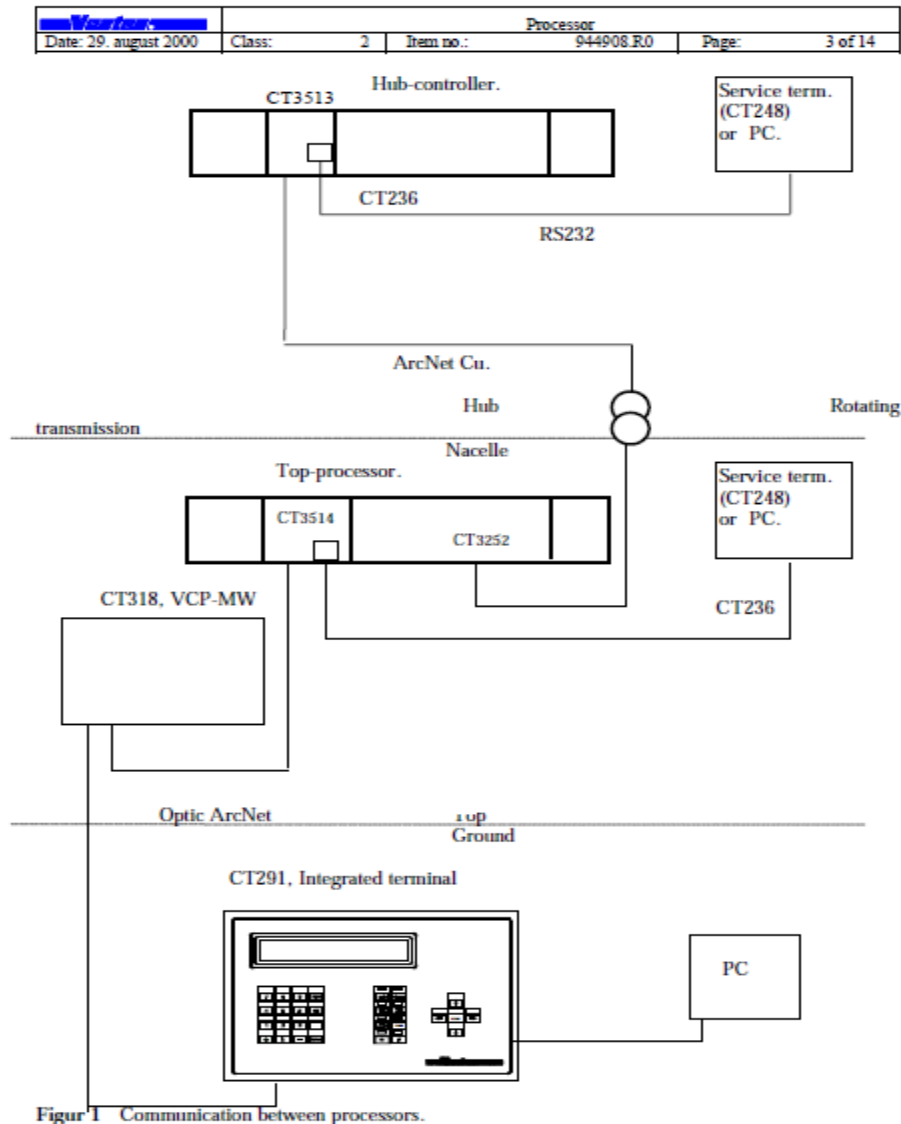 Vestas
Processor
Date: 29. august 2000 Class: 2 Item no.: 944908.R0 Page: 3 of 14
Hub-controller.
CT3513
Service term.
(CT248)
or PC.
CT236
RS232
ArcNet Cu.
Hub
Rotating
transmission
Nacelle
Top-processor.
Service term.
(CT248)
or PC.
CT3514
CT3252
CT318, VCP-MW
CT236
Optic ArcNet
Top
Ground
CT291, Integrated terminal
PC
Figur 1 Communication between processors.